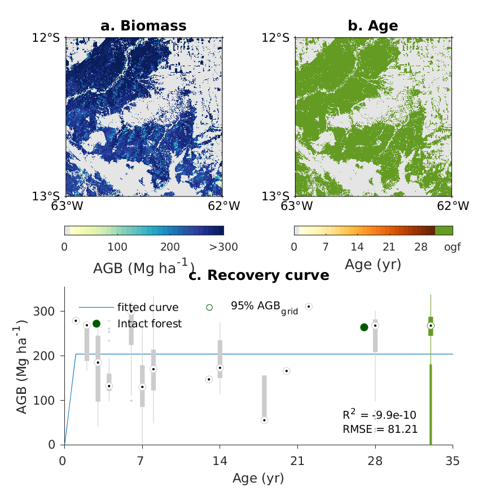 a. Biomass
b. Age
12°S
13°S
63°W
62°W
12°S
13°S
63°W
62°W
0 100 200 >300
AGB (Mg ha-1)
0 7 14 21 28 ogf
Age (yr)
c. Recovery curve
fitted curve
Intact forest
95% AGBgrid
AGB (Mg ha-1)
300
200
100
0
R2 = -9.9e-10
RMSE = 81.21
0 7 14 21 28 35
Age (yr)